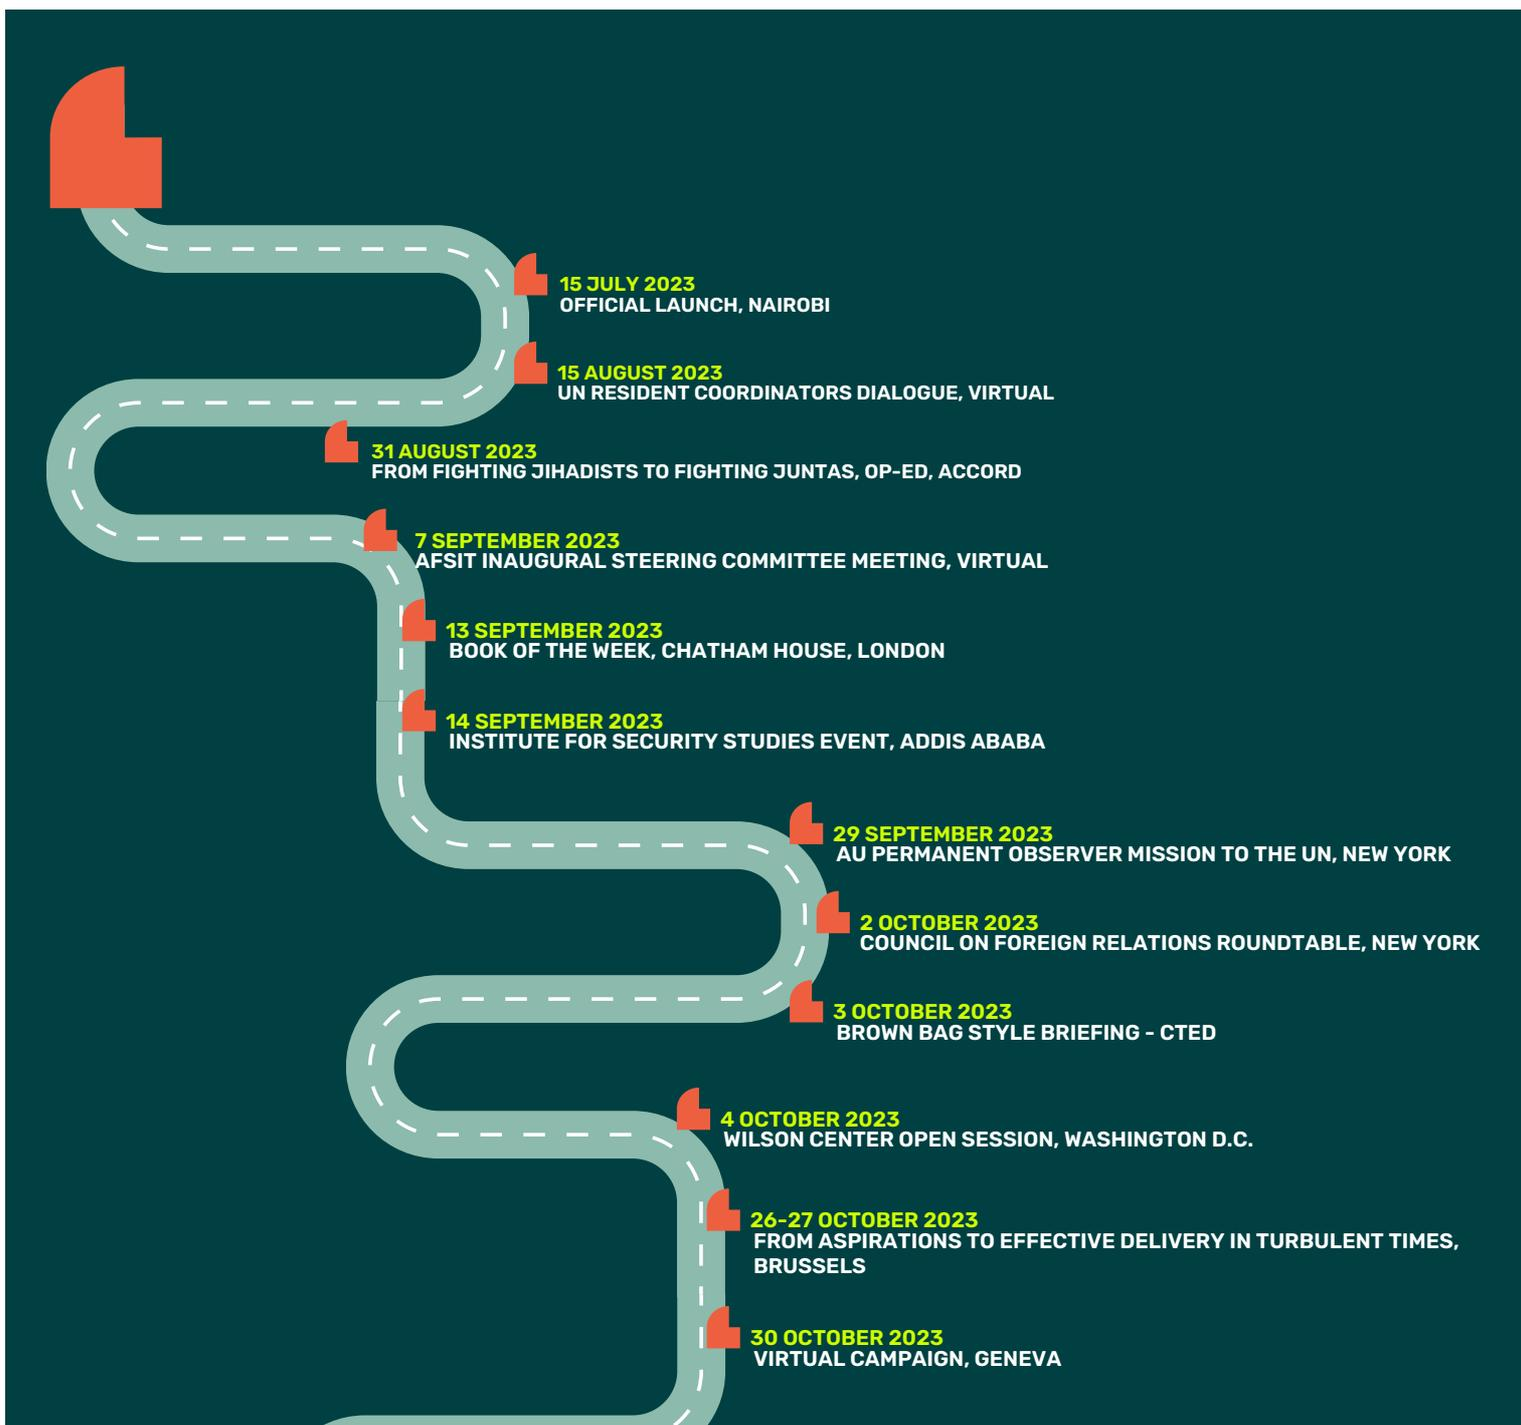 15 JULY 2023
OFFICIAL LAUNCH, NAIROBI
15 AUGUST 2023
UN RESIDENT COORDINATORS DIALOGUE, VIRTUAL
31 AUGUST 2023
FROM FIGHTING JIHADISTS TO FIGHTING JUNTAS, OP-ED, ACCORD
7 SEPTEMBER 2023
AFSIT INAUGURAL STEERING COMMITTEE MEETING, VIRTUAL
13 SEPTEMBER 2023
BOOK OF THE WEEK, CHATHAM HOUSE, LONDON
14 SEPTEMBER 2023
INSTITUTE FOR SECURITY STUDIES EVENT, ADDIS ABABA
29 SEPTEMBER 2023
AU PERMANENT OBSERVER MISSION TO THE UN, NEW YORK
2 OCTOBER 2023
COUNCIL ON FOREIGN RELATIONS ROUNDTABLE, NEW YORK
3 OCTOBER 2023
BROWN BAG STYLE BRIEFING - CTED
4 OCTOBER 2023
WILSON CENTER OPEN SESSION, WASHINGTON D.C.
26-27 OCTOBER 2023
FROM ASPIRATIONS TO EFFECTIVE DELIVERY IN TURBULENT TIMES,
BRUSSELS
30 OCTOBER 2023
VIRTUAL CAMPAIGN, GENEVA